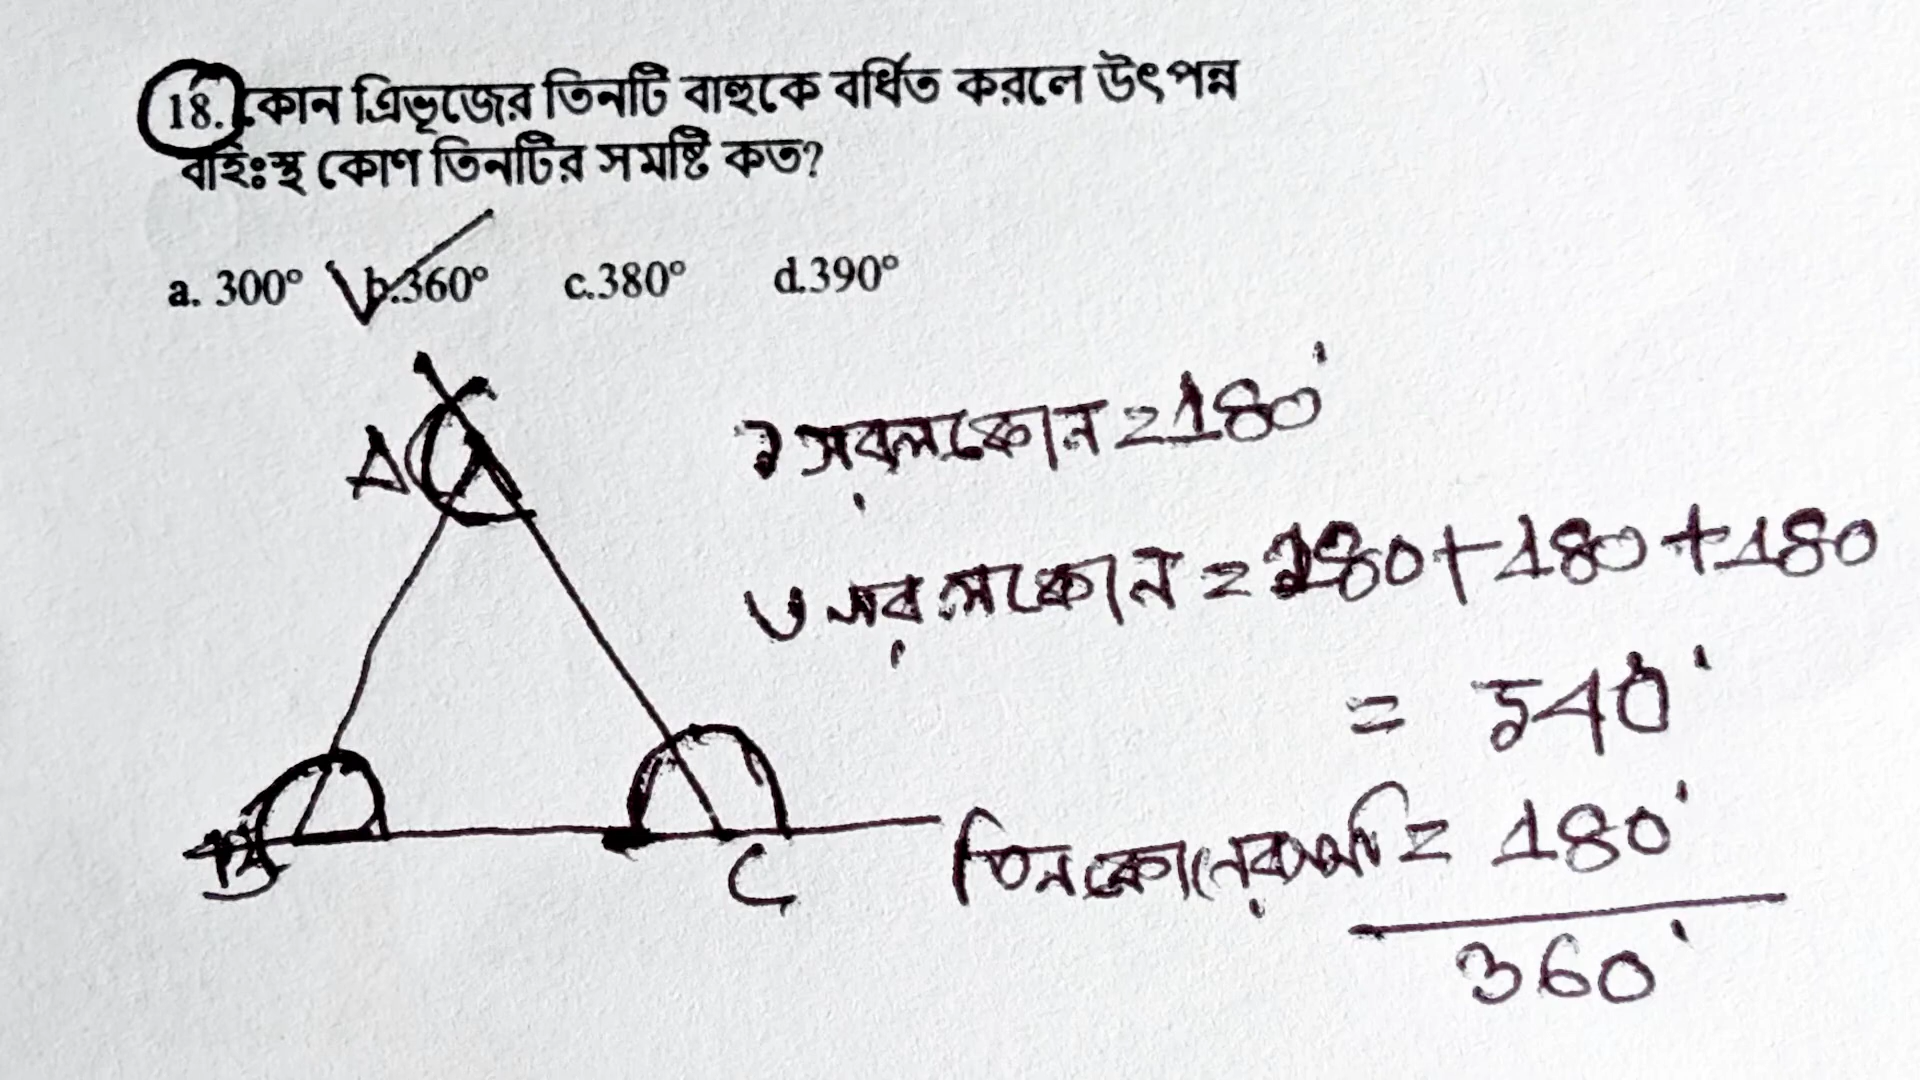 18. কোন ত্রিভূজের তিনটি বাহুকে বর্ধিত করলে উৎপন্ন
বহিঃস্থ কোণ তিনটির সমষ্টি কত?
a. 300° b.360° c.380° d.390°
A
B
C
১ সরলকোন = 180°
৩ সরলকোন = 180+180+180
= 540°
তিনকোনের = 180°
360°